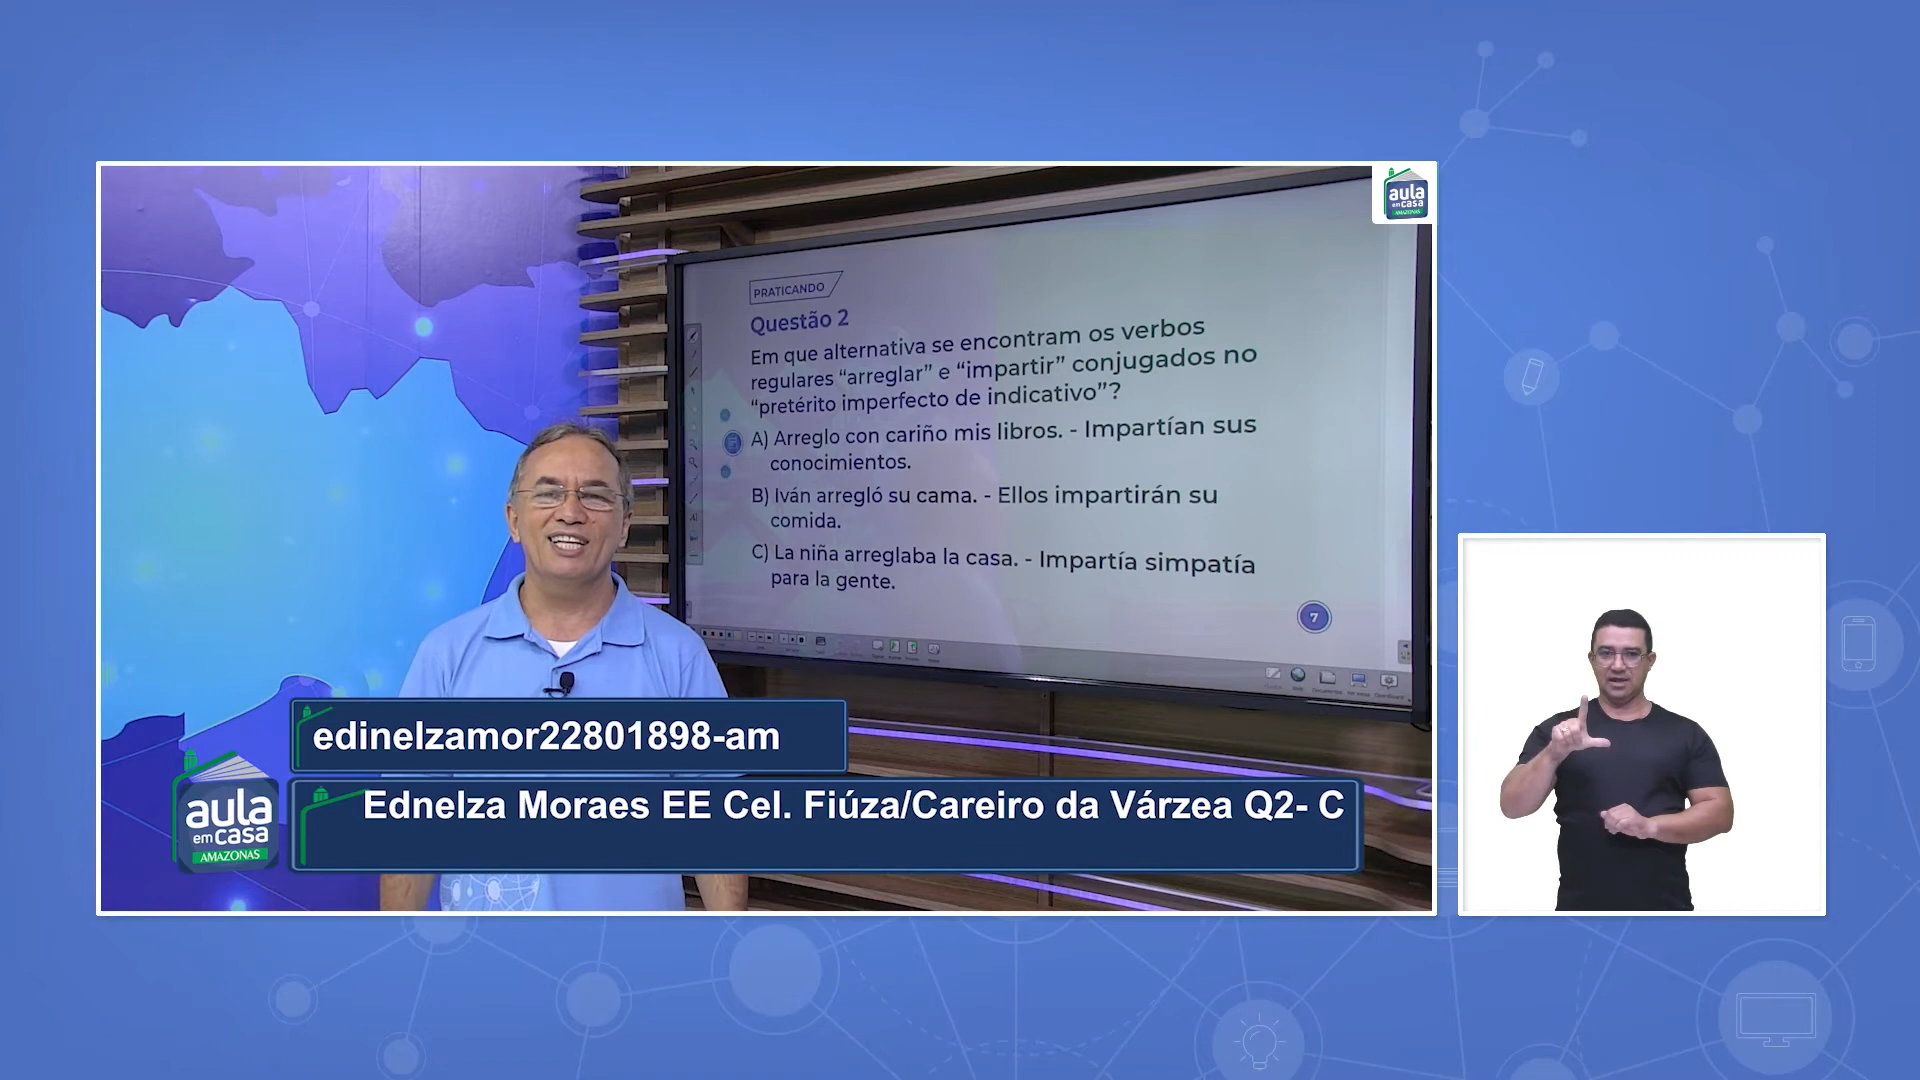 aula
em casa
AMAZONAS
PRATICANDO
Questão 2
Em que alternativa se encontram os verbos
regulares “arreglar” e “impartir” conjugados no
“pretérito imperfecto de indicativo”?
A) Arreglo con cariño mis libros. - Impartían sus
conocimientos.
B) Iván arregló su cama. - Ellos impartirán su
comida.
C) La niña arreglaba la casa. - Impartía simpatía
para la gente.
7
edinelzamor22801898-am
Ednelza Moraes EE Cel. Fiúza/Careiro da Várzea Q2- C
aula
em casa
AMAZONAS